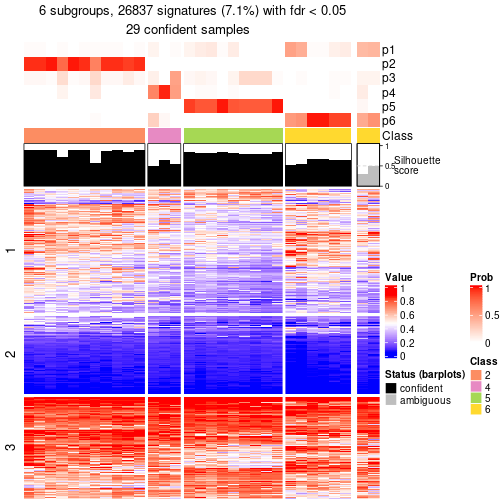 6 subgroups, 26837 signatures (7.1%) with fdr < 0.05
29 confident samples
p1
p2
p3
p4
p5
p6
Class
1
0.5
0
Silhouette
score
1
2
3
Value
1
0.8
0.6
0.4
0.2
0
Prob
1
0.5
0
Status (barplots)
confident
ambiguous
Class
2
4
5
6